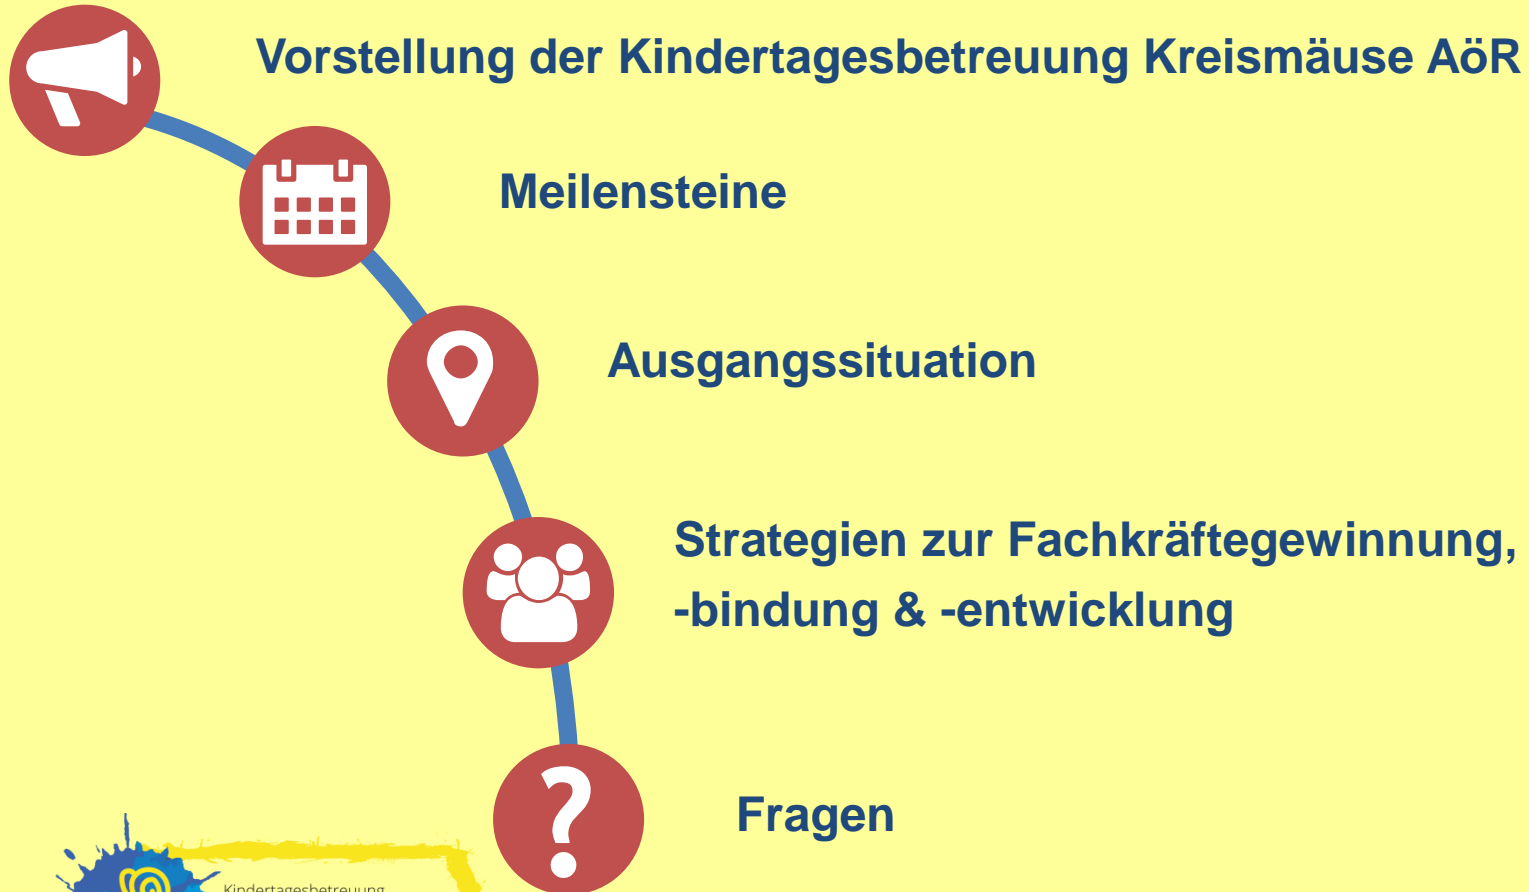 Vorstellung der Kindertagesbetreuung Kreismäuse AöR
Meilensteine
Ausgangssituation
Strategien zur Fachkräftegewinnung,
-bindung & -entwicklung
Fragen
Kindertagesbetreuung